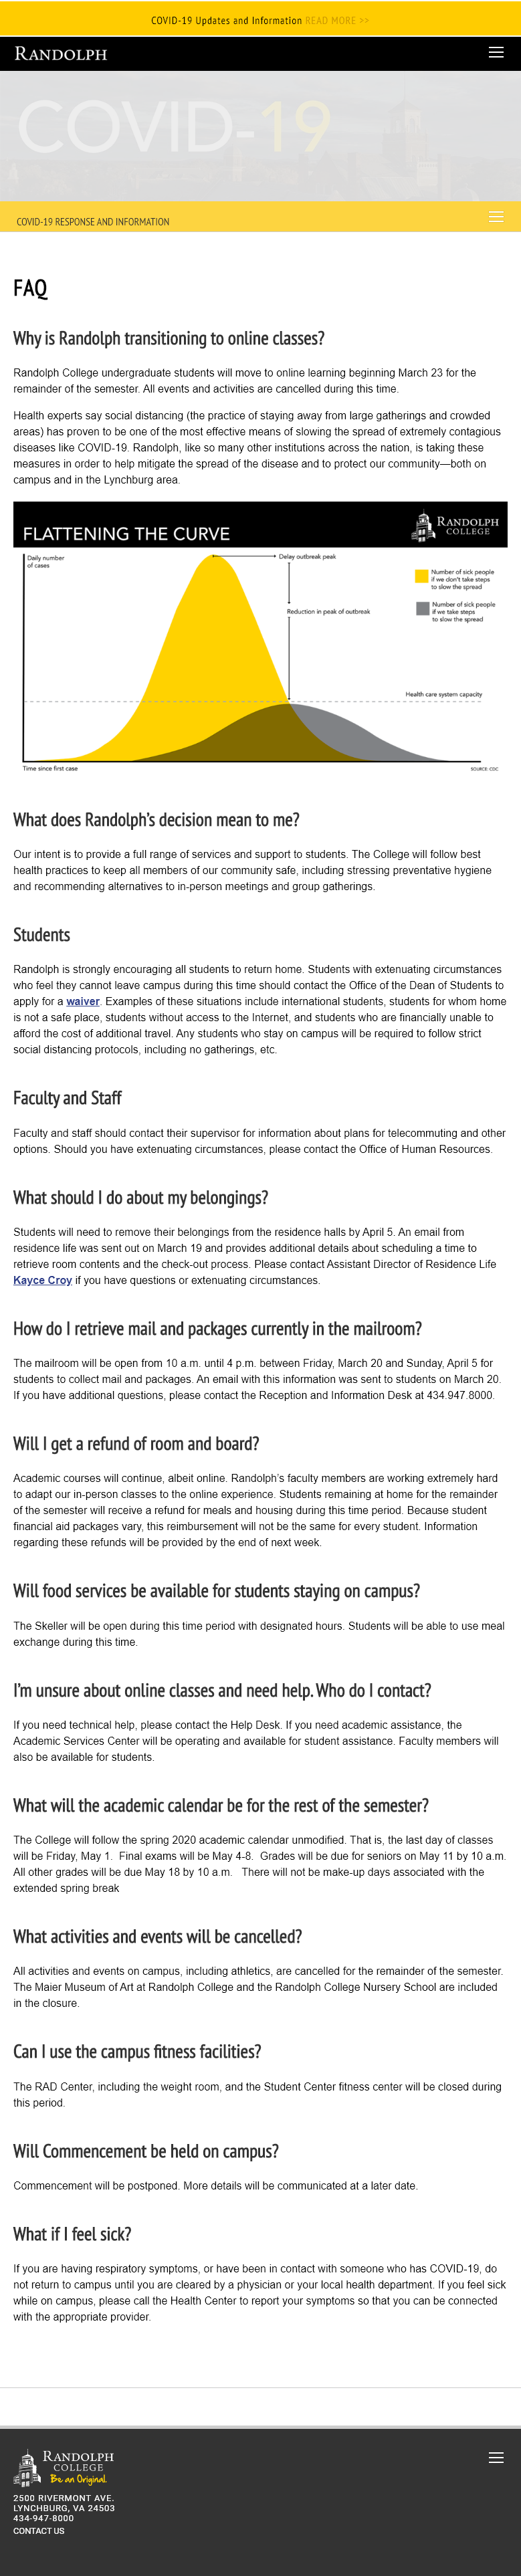 COVID-19 Updates and Information READ MORE >>
RANDOLPH
COVID-19
COVID-19 RESPONSE AND INFORMATION
FAQ
Why is Randolph transitioning to online classes?
Randolph College undergraduate students will move to online learning beginning March 23 for the
remainder of the semester. All events and activities are cancelled during this time.
Health experts say social distancing (the practice of staying away from large gatherings and crowded
areas) has proven to be one of the most effective means of slowing the spread of extremely contagious
diseases like COVID-19. Randolph, like so many other institutions across the nation, is taking these
measures in order to help mitigate the spread of the disease and to protect our community—both on
campus and in the Lynchburg area.
FLATTENING THE CURVE
RANDOLPH
COLLEGE
Daily number
of cases
Delay outbreak peak
Number of sick people
if we don't take steps
to slow the spread
Reduction in peak of outbreak
Number of sick people
if we take steps
to slow the spread
Health care system capacity
Time since first case
SOURCE: CDC
What does Randolph’s decision mean to me?
Our intent is to provide a full range of services and support to students. The College will follow best
health practices to keep all members of our community safe, including stressing preventative hygiene
and recommending alternatives to in-person meetings and group gatherings.
Students
Randolph is strongly encouraging all students to return home. Students with extenuating circumstances
who feel they cannot leave campus during this time should contact the Office of the Dean of Students to
apply for a waiver. Examples of these situations include international students, students for whom home
is not a safe place, students without access to the Internet, and students who are financially unable to
afford the cost of additional travel. Any students who stay on campus will be required to follow strict
social distancing protocols, including no gatherings, etc.
Faculty and Staff
Faculty and staff should contact their supervisor for information about plans for telecommuting and other
options. Should you have extenuating circumstances, please contact the Office of Human Resources.
What should I do about my belongings?
Students will need to remove their belongings from the residence halls by April 5. An email from
residence life was sent out on March 19 and provides additional details about scheduling a time to
retrieve room contents and the check-out process. Please contact Assistant Director of Residence Life
Kayce Croy if you have questions or extenuating circumstances.
How do I retrieve mail and packages currently in the mailroom?
The mailroom will be open from 10 a.m. until 4 p.m. between Friday, March 20 and Sunday, April 5 for
students to collect mail and packages. An email with this information was sent to students on March 20.
If you have additional questions, please contact the Reception and Information Desk at 434.947.8000.
Will I get a refund of room and board?
Academic courses will continue, albeit online. Randolph’s faculty members are working extremely hard
to adapt our in-person classes to the online experience. Students remaining at home for the remainder
of the semester will receive a refund for meals and housing during this time period. Because student
financial aid packages vary, this reimbursement will not be the same for every student. Information
regarding these refunds will be provided by the end of next week.
Will food services be available for students staying on campus?
The Skeller will be open during this time period with designated hours. Students will be able to use meal
exchange during this time.
I’m unsure about online classes and need help. Who do I contact?
If you need technical help, please contact the Help Desk. If you need academic assistance, the
Academic Services Center will be operating and available for student assistance. Faculty members will
also be available for students.
What will the academic calendar be for the rest of the semester?
The College will follow the spring 2020 academic calendar unmodified. That is, the last day of classes
will be Friday, May 1. Final exams will be May 4-8. Grades will be due for seniors on May 11 by 10 a.m.
All other grades will be due May 18 by 10 a.m. There will not be make-up days associated with the
extended spring break
What activities and events will be cancelled?
All activities and events on campus, including athletics, are cancelled for the remainder of the semester.
The Maier Museum of Art at Randolph College and the Randolph College Nursery School are included
in the closure.
Can I use the campus fitness facilities?
The RAD Center, including the weight room, and the Student Center fitness center will be closed during
this period.
Will Commencement be held on campus?
Commencement will be postponed. More details will be communicated at a later date.
What if I feel sick?
If you are having respiratory symptoms, or have been in contact with someone who has COVID-19, do
not return to campus until you are cleared by a physician or your local health department. If you feel sick
while on campus, please call the Health Center to report your symptoms so that you can be connected
with the appropriate provider.
RANDOLPH
COLLEGE
Be an Original.
2500 RIVERMONT AVE.
LYNCHBURG, VA 24503
434-947-8000
CONTACT US